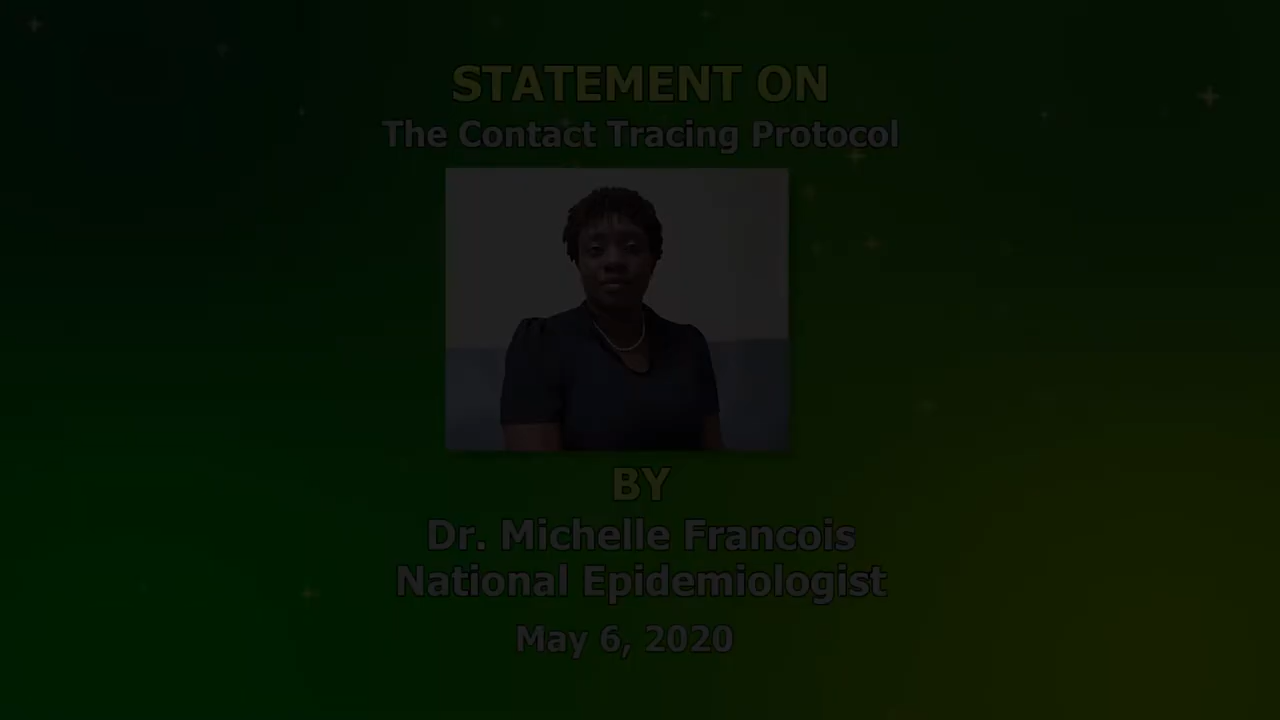 STATEMENT ON
The Contact Tracing Protocol
BY
Dr. Michelle Francois
National Epidemiologist
May 6, 2020